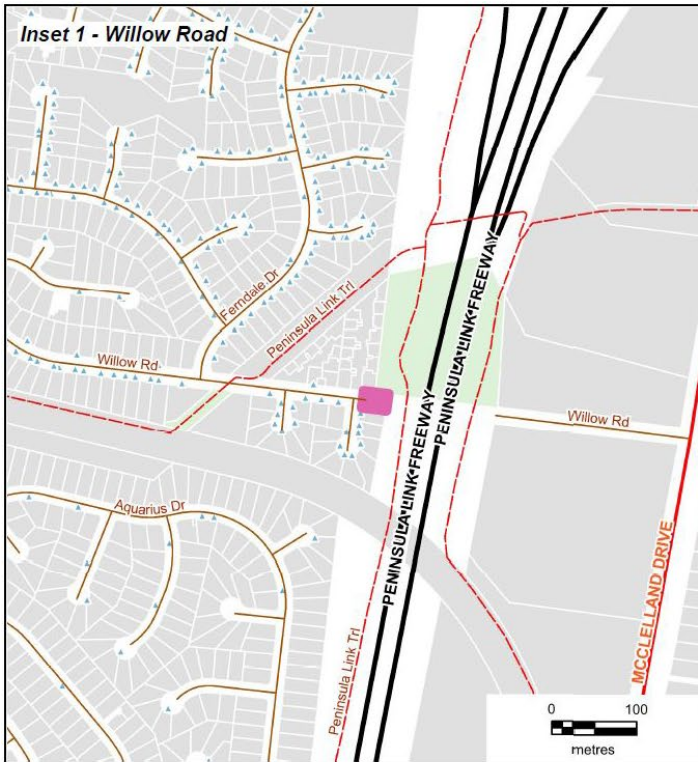 Inset 1 - Willow Road
Ferndale Dr
Peninsula Link Trl
PENINSULA LINK FREEWAY
Willow Rd
PENINSULA LINK FREEWAY
Willow Rd
Aquarius Dr
MCCLELLAND DRIVE
Peninsula Link Trl
0 100
metres